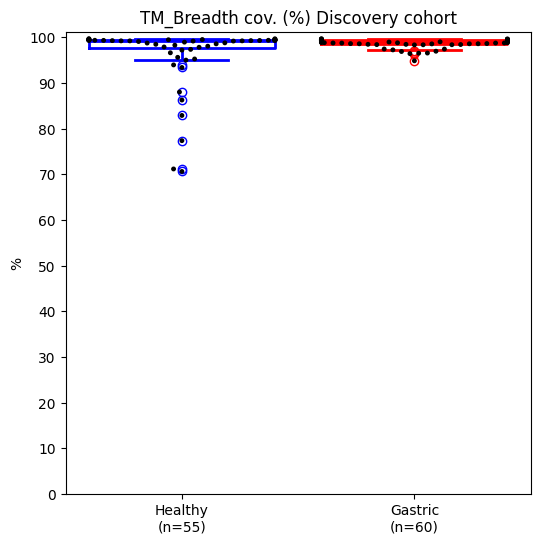 TM_Breadth cov. (%) Discovery cohort
100
90
80
70
60
50
40
30
20
10
0
%
Healthy
(n=55)
Gastric
(n=60)